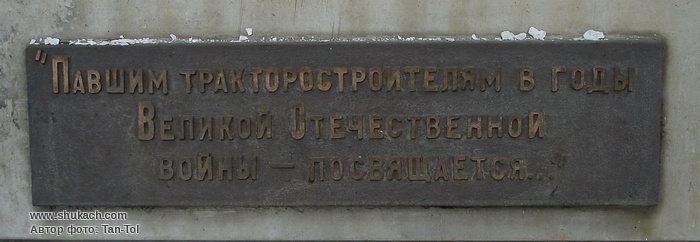 "Павшим тракторостроителям в годы
Великой Отечественной
войны – посвящается..."
www.shukach.com
Автор фото: Tan-Tol